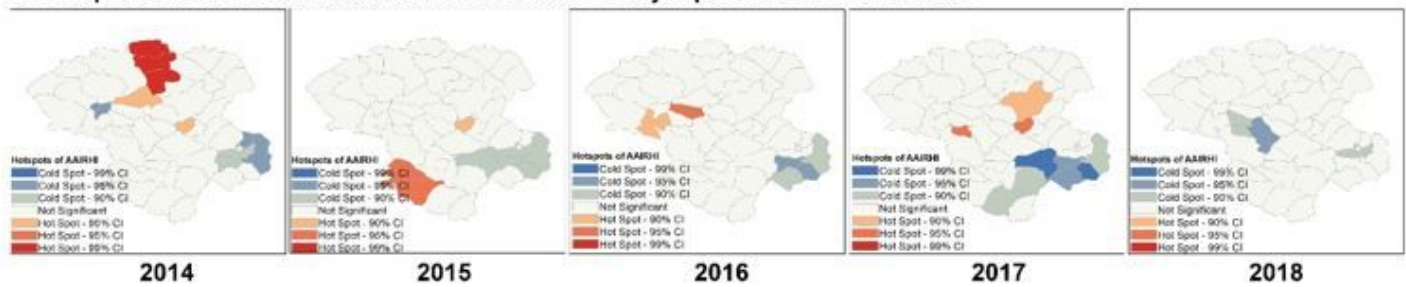 Hotspots of AAIRHI
Cold Spot - 99% CI
Cold Spot - 95% CI
Cold Spot - 90% CI
Not Significant
Hot Spot - 90% CI
Hot Spot - 95% CI
Hot Spot - 99% CI
2014
Hotspots of AAIRHI
Cold Spot - 99% CI
Cold Spot - 95% CI
Cold Spot - 90% CI
Not Significant
Hot Spot - 90% CI
Hot Spot - 95% CI
Hot Spot - 99% CI
2015
Hotspots of AAIRHI
Cold Spot - 99% CI
Cold Spot - 95% CI
Cold Spot - 90% CI
Not Significant
Hot Spot - 90% CI
Hot Spot - 95% CI
Hot Spot - 99% CI
2016
Hotspots of AAIRHI
Cold Spot - 99% CI
Cold Spot - 95% CI
Cold Spot - 90% CI
Not Significant
Hot Spot - 90% CI
Hot Spot - 95% CI
Hot Spot - 99% CI
2017
Hotspots of AAIRHI
Cold Spot - 99% CI
Cold Spot - 95% CI
Cold Spot - 90% CI
Not Significant
Hot Spot - 90% CI
Hot Spot - 95% CI
Hot Spot - 99% CI
2018